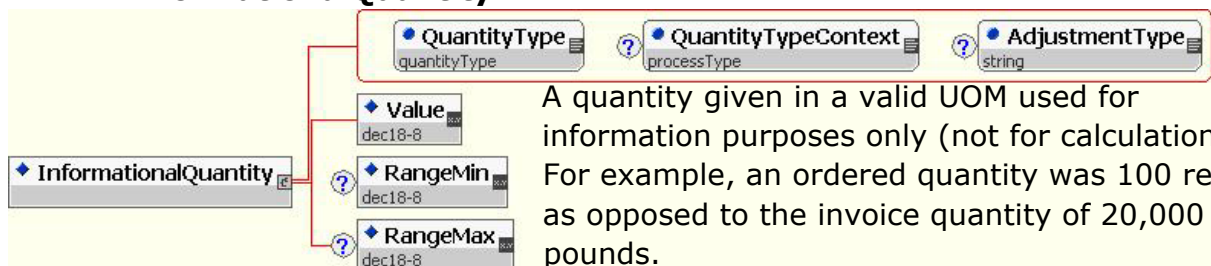 QuantityType
quantityType
?
QuantityTypeContext
processType
?
AdjustmentType
string
Value
dec18-8
InformationalQuantity
?
RangeMin
dec18-8
?
RangeMax
dec18-8
A quantity given in a valid UOM used for
information purposes only (not for calculation
For example, an ordered quantity was 100
as opposed to the invoice quantity of 20,000
pounds.